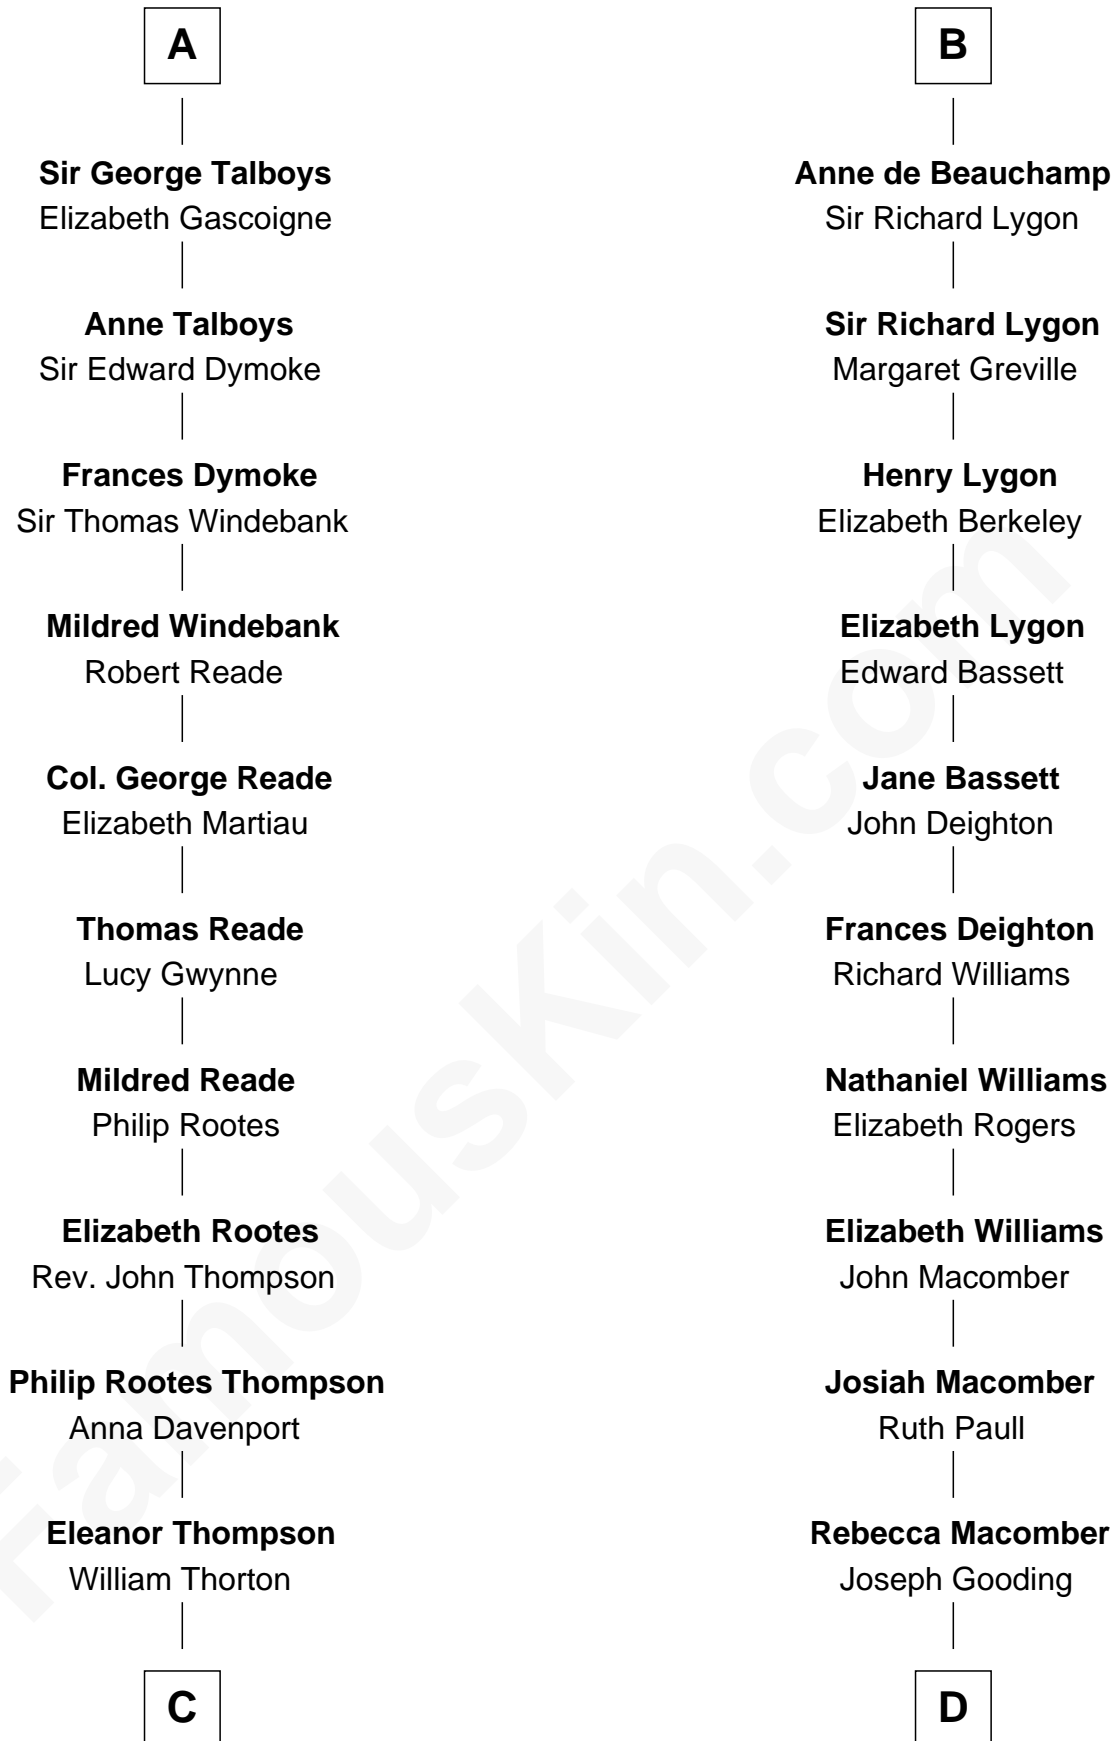 A
Sir George Talboys
Elizabeth Gascoigne
Anne Talboys
Sir Edward Dymoke
Frances Dymoke
Sir Thomas Windebank
Mildred Windebank
Robert Reade
Col. George Reade
Elizabeth Martiau
Thomas Reade
Lucy Gwynne
Mildred Reade
Philip Rootes
Elizabeth Rootes
Rev. John Thompson
Philip Rootes Thompson
Anna Davenport
Eleanor Thompson
William Thorton
C
B
Anne de Beauchamp
Sir Richard Lygon
Sir Richard Lygon
Margaret Greville
Henry Lygon
Elizabeth Berkeley
Elizabeth Lygon
Edward Bassett
Jane Bassett
John Deighton
Frances Deighton
Richard Williams
Nathaniel Williams
Elizabeth Rogers
Elizabeth Williams
John Macomber
Josiah Macomber
Ruth Paull
Rebecca Macomber
Joseph Gooding
D
FamousKin.com